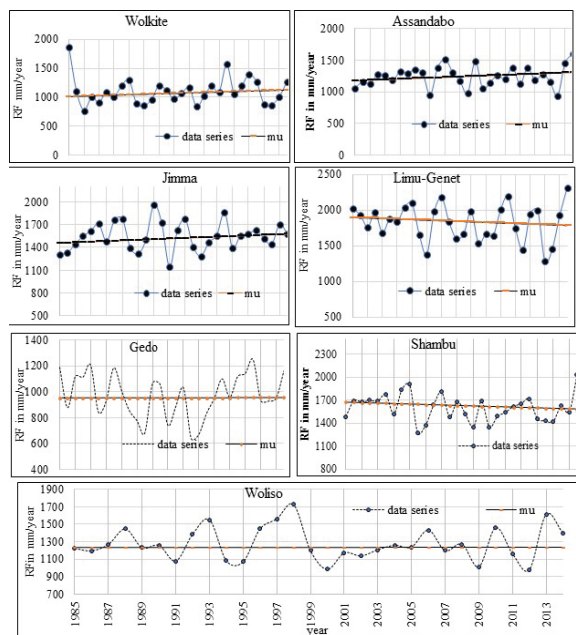 Wolkite
RF mm/year
2000
1500
1000
500
0
data series mu
Assandabo
RF in mm/year
2000
1500
1000
500
0
data series mu
Jimma
RF in mm/year
1700
1400
1100
800
500
data series mu
Limu-Genet
RF in mm/year
2500
2000
1500
1000
500
data series mu
Gedo
RF in mm/year
1400
1200
1000
800
600
400
data series mu
Shambu
RF in mm/year
2300
2000
1700
1400
1100
800
data series mu
Woliso
RFin mm/year
1900
1700
1500
1300
1100
900
700
data series mu
1985 1987 1989 1991 1993 1995 1997 19999 2001 2003 2005 2007 2009 2011 2013
year